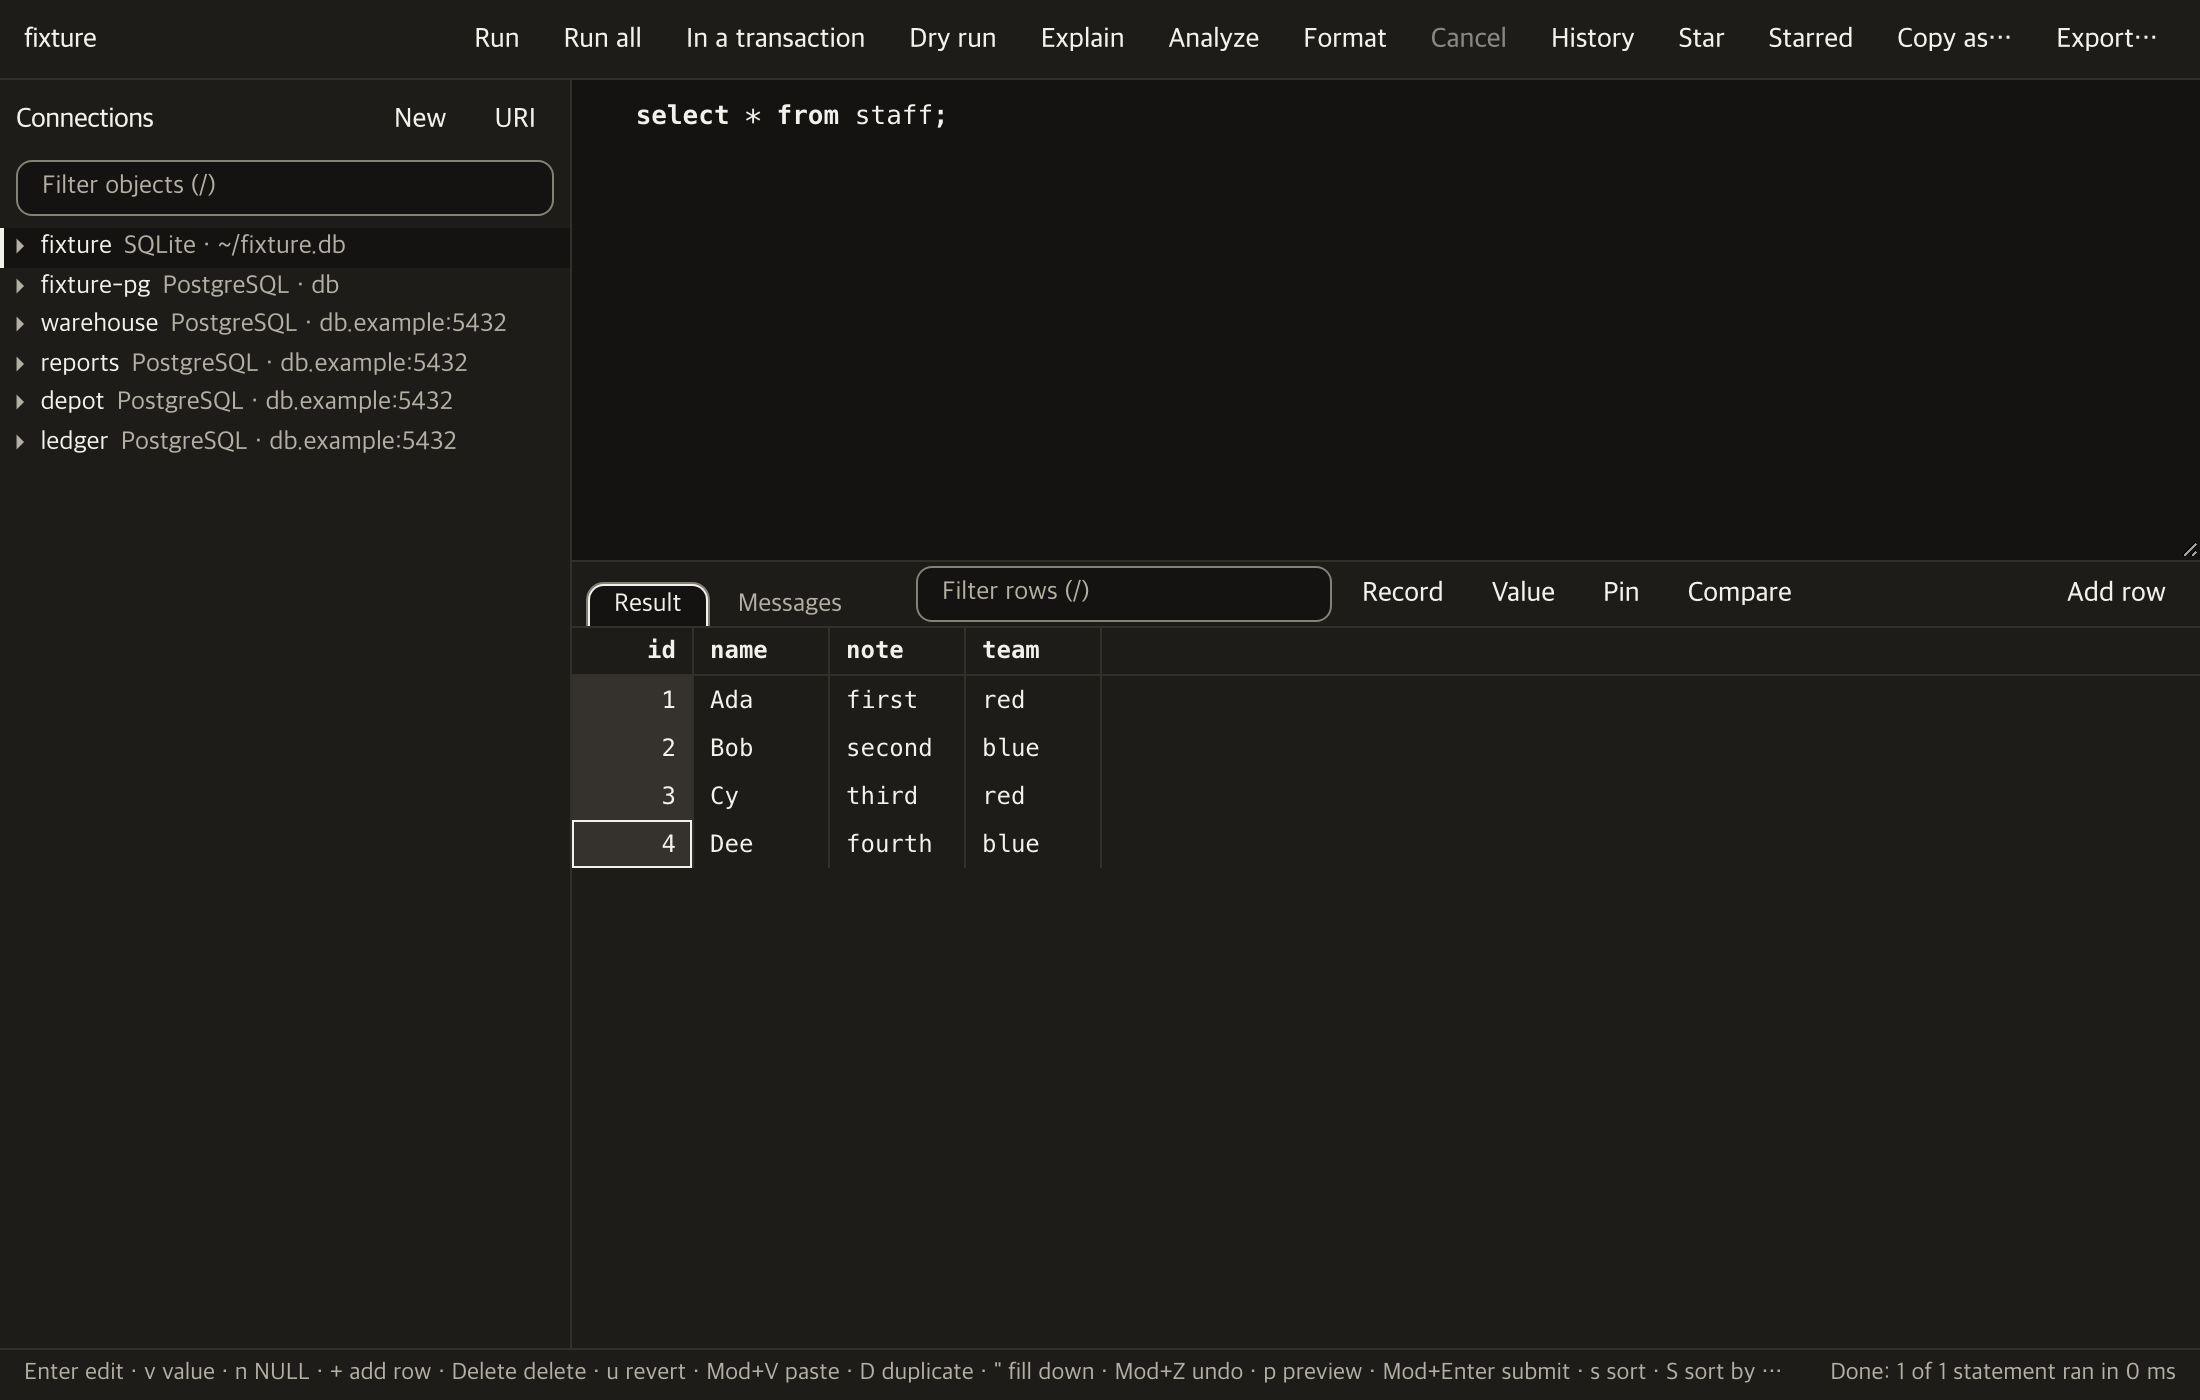 fixture Run Run all In a transaction Dry run Explain Analyze Format Cancel History Star Starred Copy as… Export…
Connections New URI
Filter objects (/)
fixture SQLite · ~/fixture.db
fixture-pg PostgreSQL · db
warehouse PostgreSQL · db.example:5432
reports PostgreSQL · db.example:5432
depot PostgreSQL · db.example:5432
ledger PostgreSQL · db.example:5432
select * from staff;
Result Messages Filter rows (/) Record Value Pin Compare Add row
id name note team
1 Ada first red
2 Bob second blue
3 Cy third red
4 Dee fourth blue
Enter edit · v value · n NULL · + add row · Delete delete · u revert · Mod+V paste · D duplicate · " fill down · Mod+Z undo · p preview · Mod+Enter submit · s sort · S sort by … Done: 1 of 1 statement ran in 0 ms